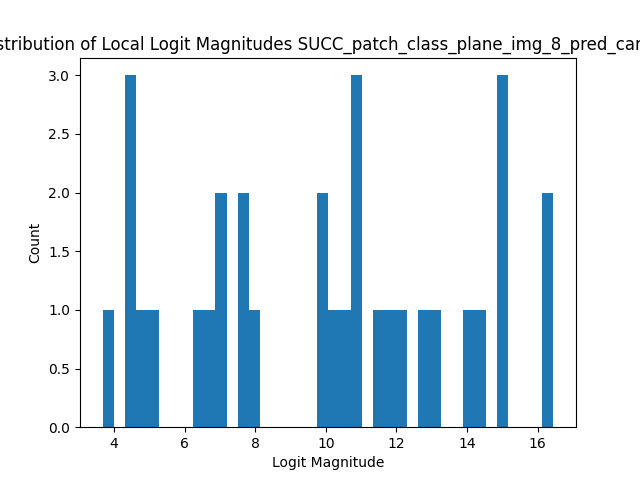 stribution of Local Logit Magnitudes SUCC_patch_class_plane_img_8_pred_car
3.0
2.5
2.0
1.5
1.0
0.5
0.0
Count
4 6 8 10 12 14 16
Logit Magnitude